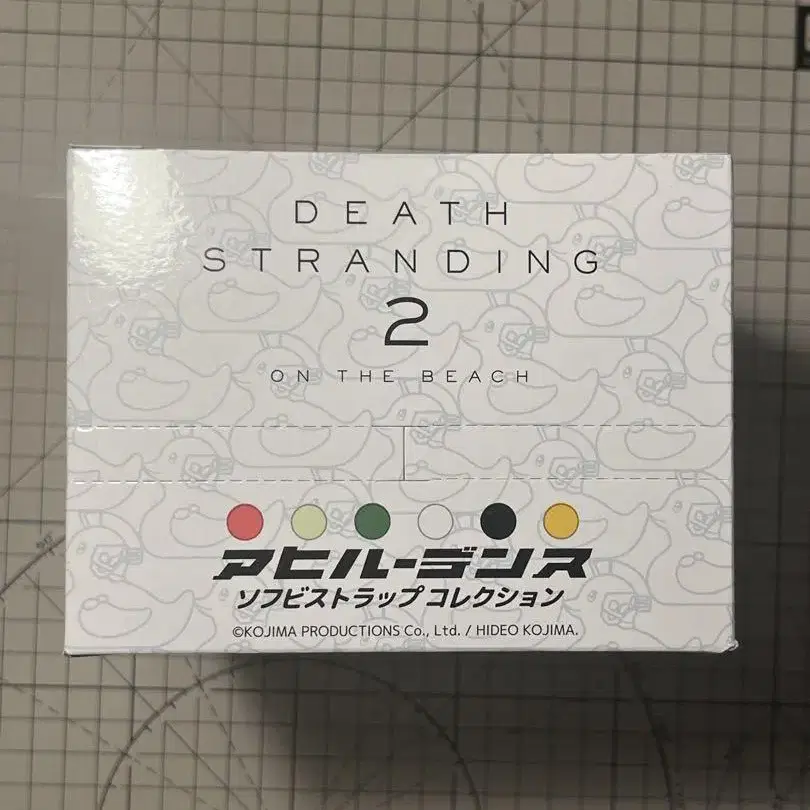 DEATH
STRANDING
2
ON THE BEACH
アヒルーデンス
ソフビストラップコレクション
©KOJIMA PRODUCTIONS Co., Ltd. / HIDEO KOJIMA.